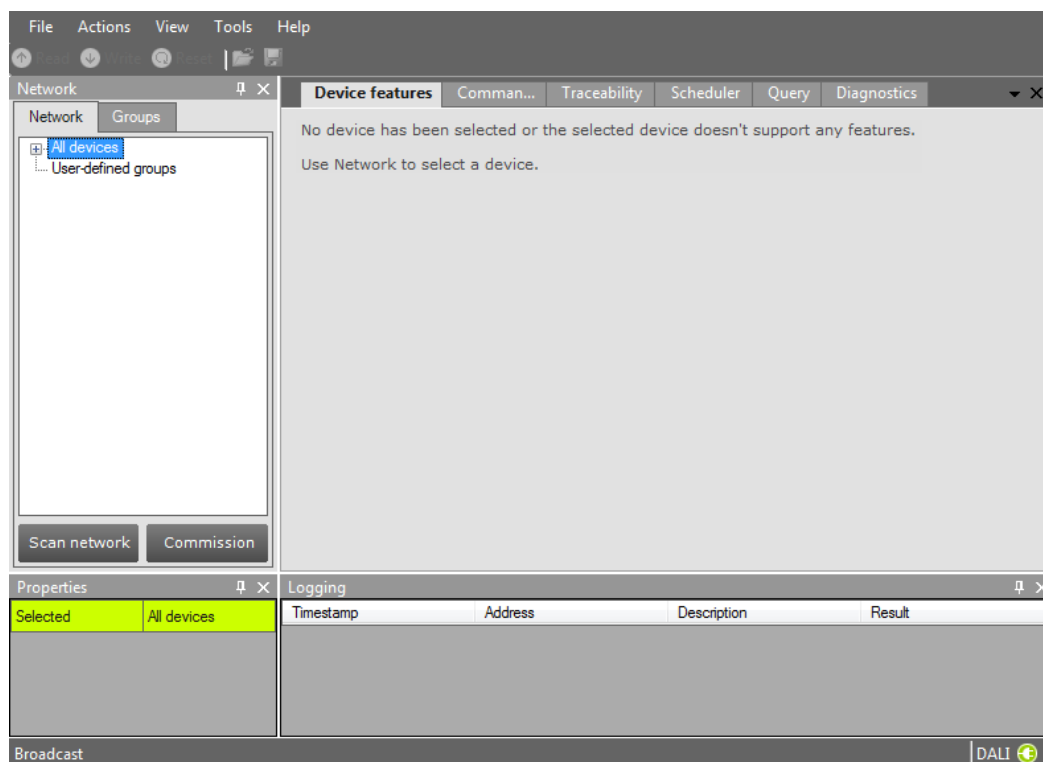 File Actions View Tools Help
Read Write Reset
Network
Network Groups
All devices
User-defined groups
Scan network Commission
Device features Comman... Traceability Scheduler Query Diagnostics
No device has been selected or the selected device doesn't support any features.
Use Network to select a device.
Properties
Selected All devices
Logging
Timestamp Address Description Result
Broadcast
DALI